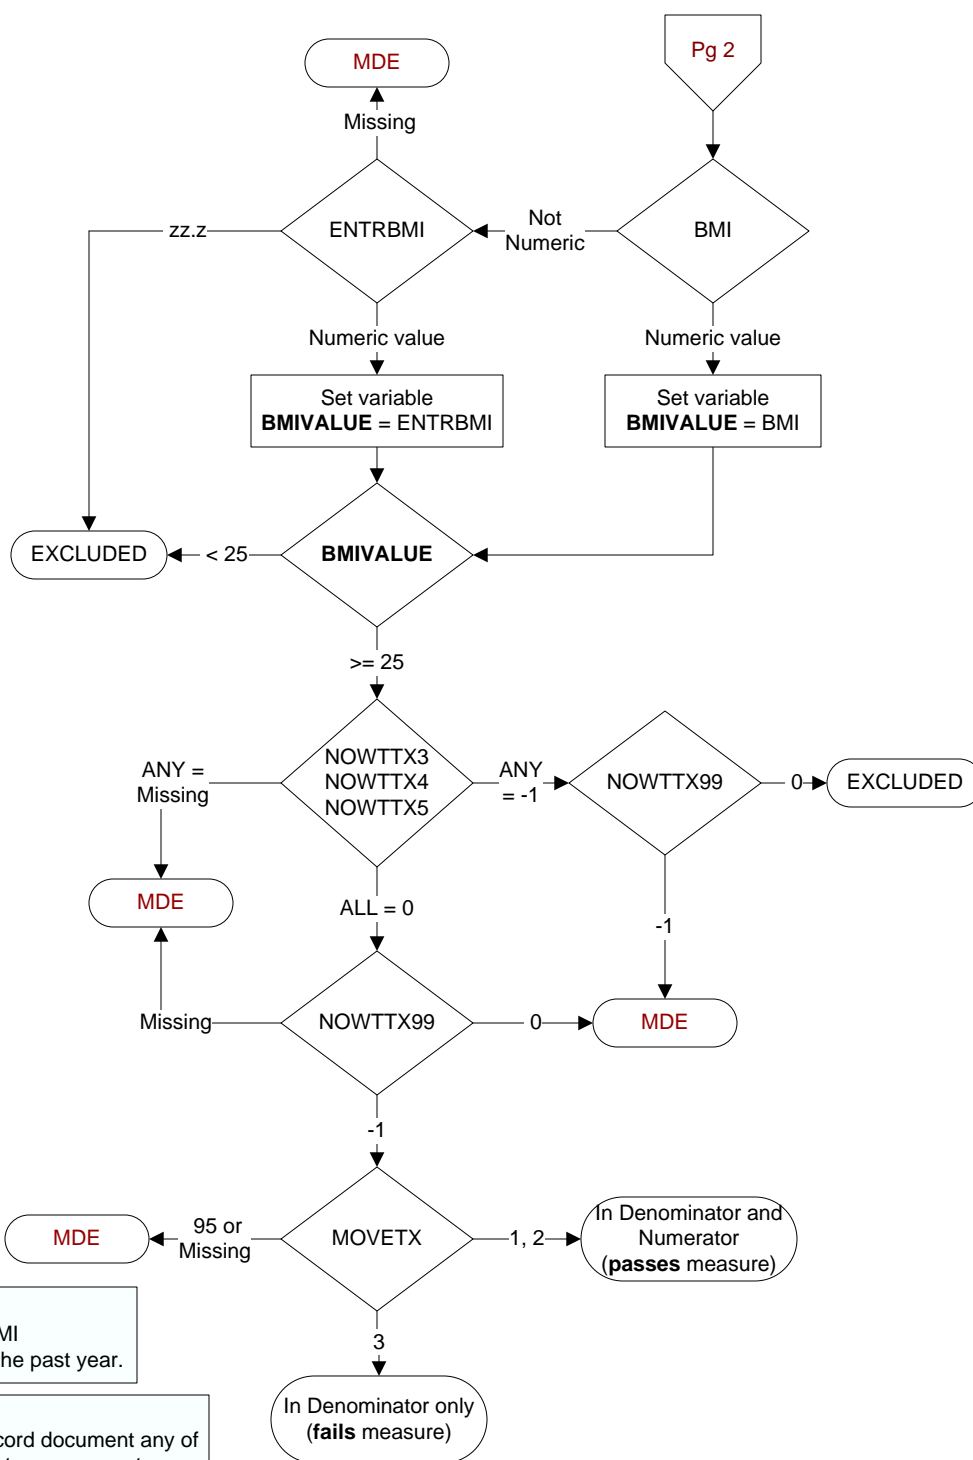 MDE
Pg 2
Missing
zz.z
ENTRBMI
Not
Numeric
BMI
Numeric value
Numeric value
Set variable
BMIVALUE = ENTRBMI
Set variable
BMIVALUE = BMI
EXCLUDED
< 25
BMIVALUE
>= 25
ANY =
Missing
NOWTTX3
NOWTTX4
NOWTTX5
ANY
= -1
NOWTTX99
0
EXCLUDED
MDE
ALL = 0
-1
Missing
NOWTTX99
0
MDE
-1
MDE
95 or
Missing
MOVETX
1, 2
In Denominator and
Numerator
(passes measure)
3
he past year.
In Denominator only
(fails measure)
cord document any of